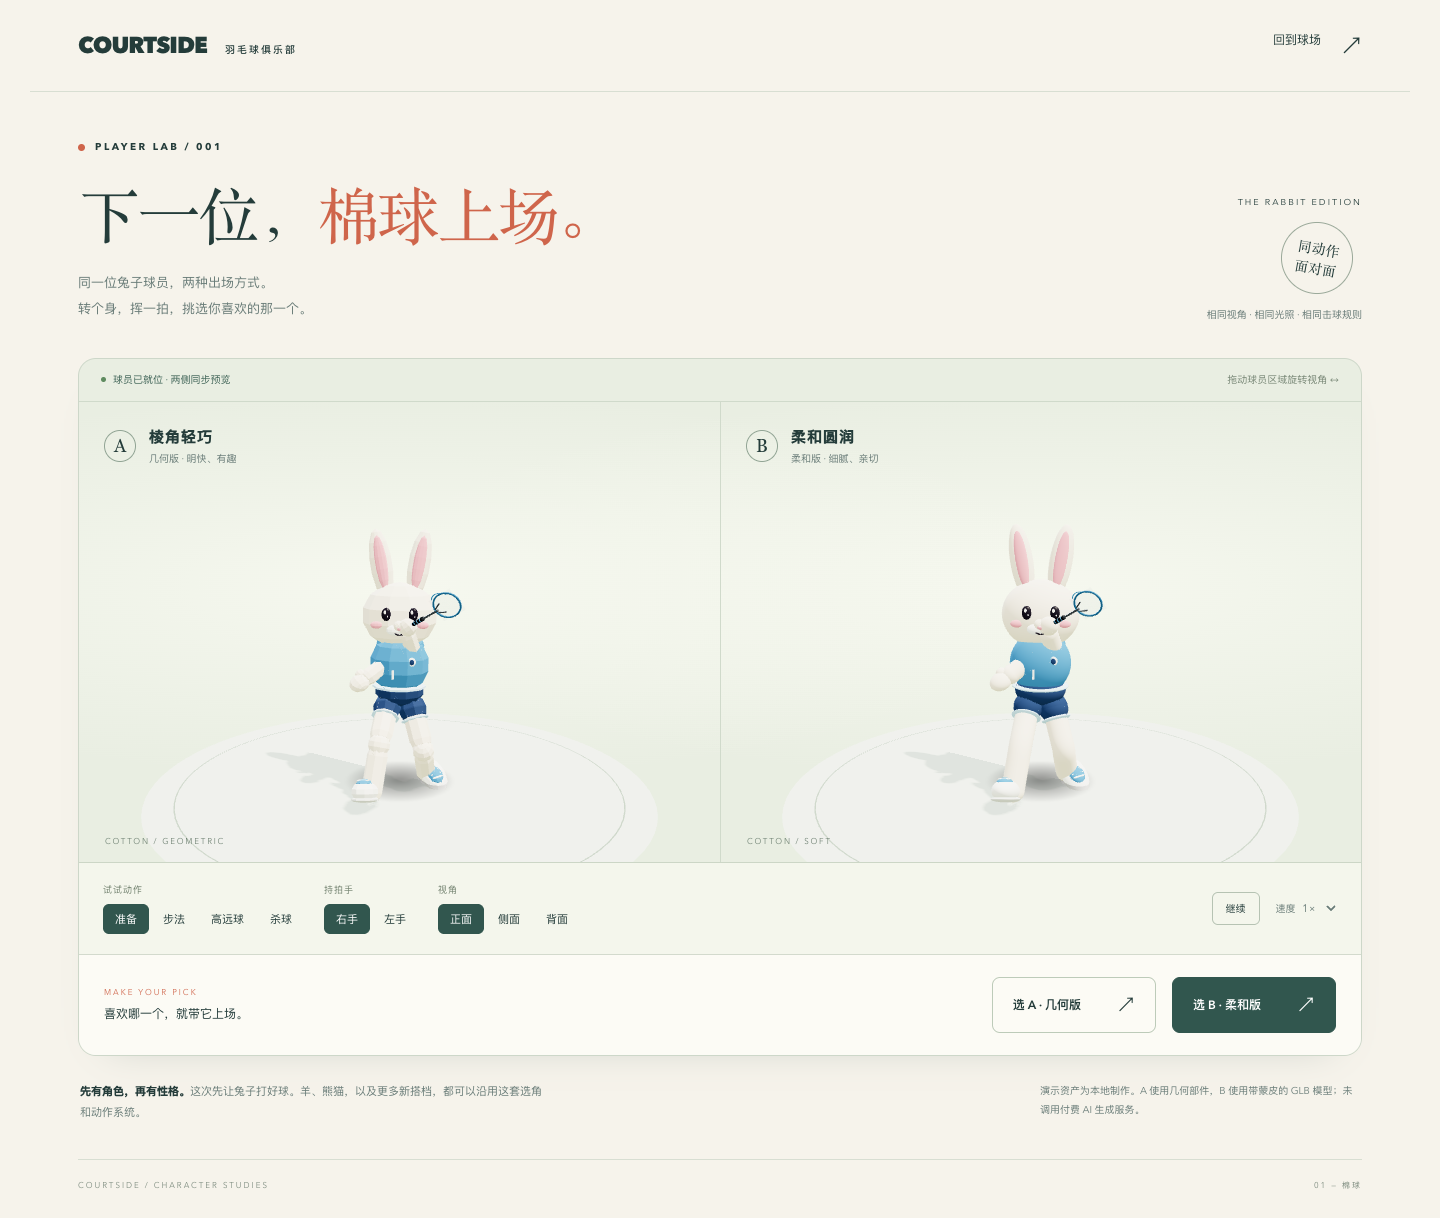 COURTSIDE 羽毛球俱乐部
回到球场
PLAYER LAB / 001
下一位，棉球上场。
同一位兔子球员，两种出场方式。
转个身，挥一拍，挑选你喜欢的那一个。
THE RABBIT EDITION
同动作
面对面
相同视角 · 相同光照 · 相同击球规则
球员已就位 · 两侧同步预览
拖动球员区域旋转视角 ↔
A 棱角轻巧
几何版 · 明快、有趣
B 柔和圆润
柔和版 · 细腻、亲切
COTTON / GEOMETRIC
COTTON / SOFT
试试动作
准备 步法 高远球 杀球
持拍手
右手 左手
视角
正面 侧面 背面
继续
速度 1×
MAKE YOUR PICK
喜欢哪一个，就带它上场。
选 A · 几何版
选 B · 柔和版
先有角色，再有性格。这次先让兔子打好球。羊、熊猫，以及更多新搭档，都可以沿用这套选角
和动作系统。
演示资产为本地制作。A 使用几何部件，B 使用带蒙皮的 GLB 模型；未
调用付费 AI 生成服务。
COURTSIDE / CHARACTER STUDIES
01 — 棉球